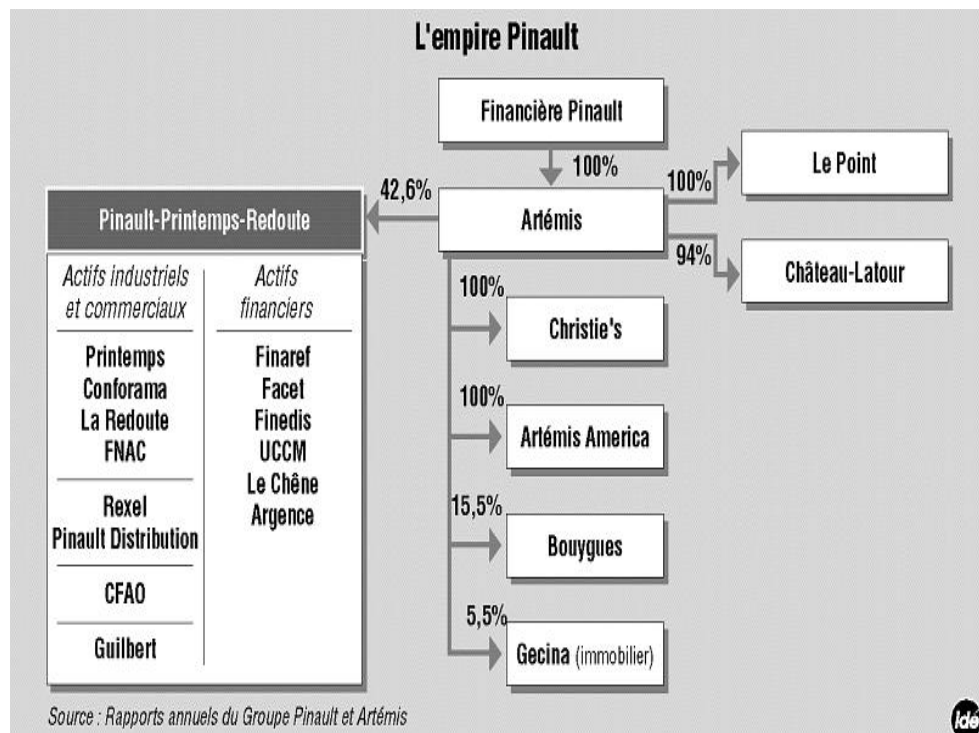 L'empire Pinault
Financière Pinault
100%
Artémis
100%
Le Point
94%
Château-Latour
42,6%
Pinault-Printemps-Redoute
Actifs industriels
et commerciaux
Printemps
Conforama
La Redoute
FNAC
Rexel
Pinault Distribution
CFAO
Guilbert
Actifs
financiers
Finaref
Facet
Finedis
UCCM
Le Chêne
Argence
100%
Christie's
100%
Artémis America
15,5%
Bouygues
5,5%
Gecina (immobilier)
Source : Rapports annuels du Groupe Pinault et Artémis
ide